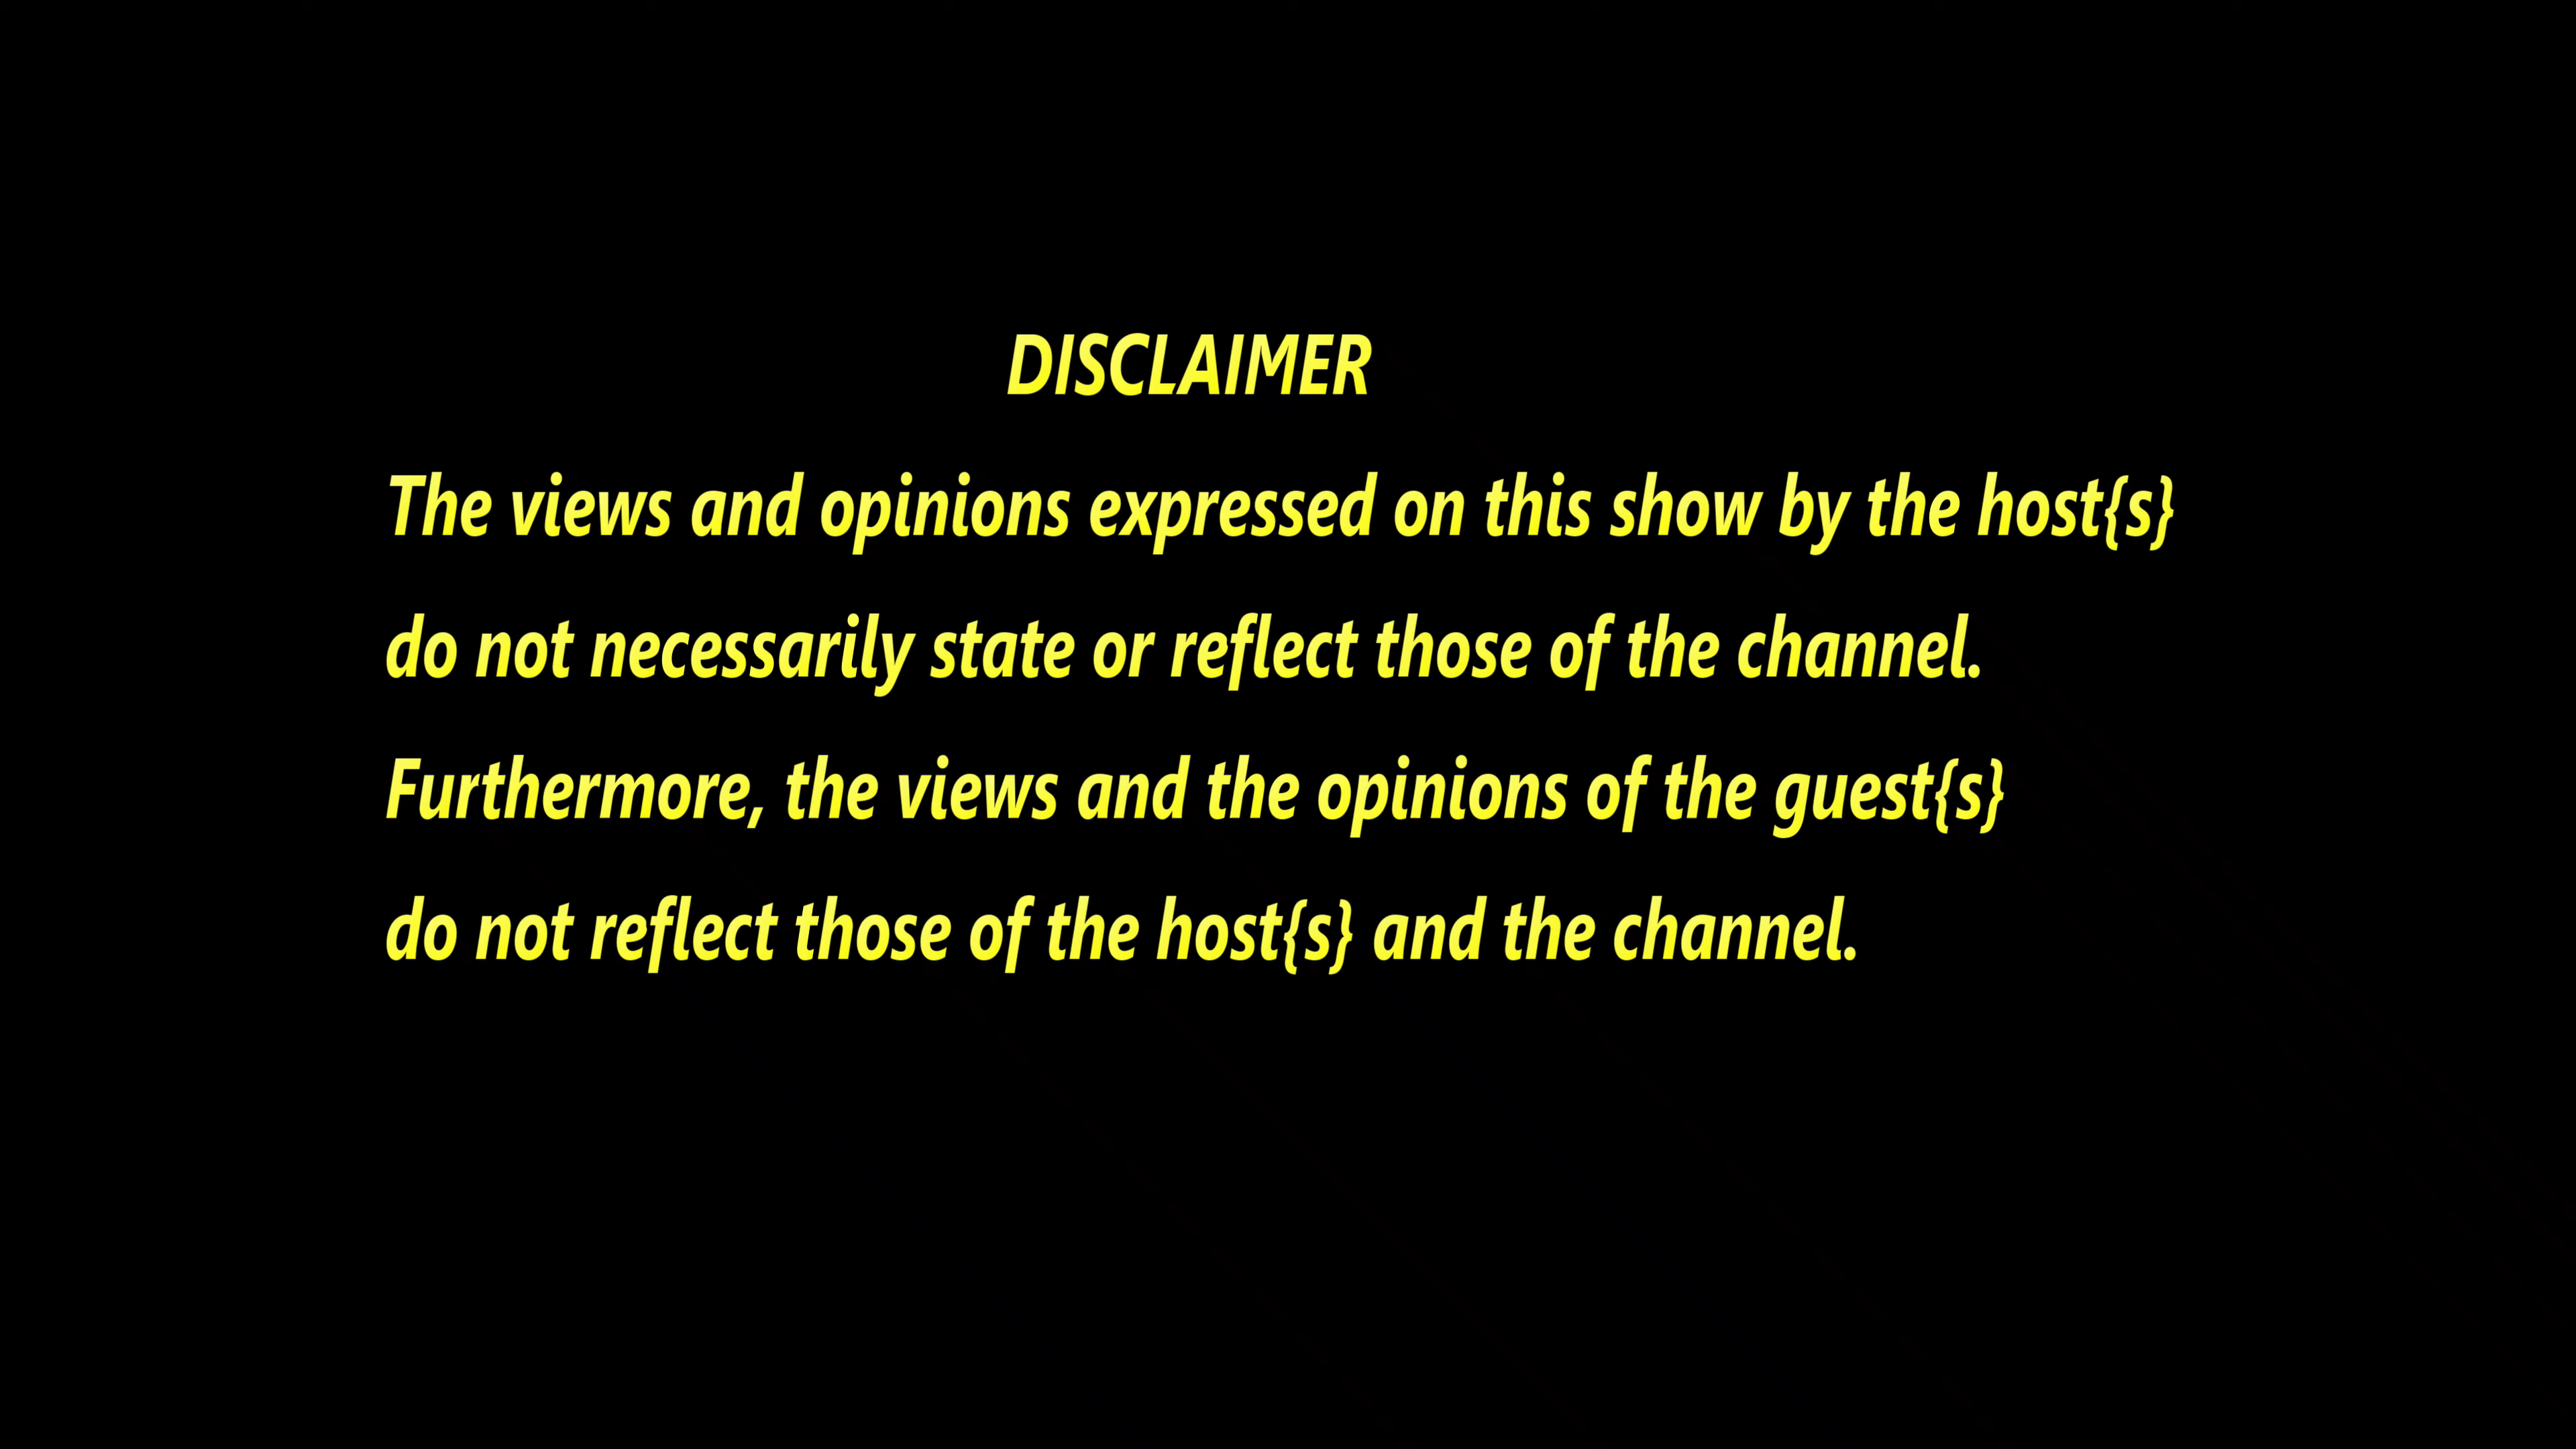 DISCLAIMER
The views and opinions expressed on this show by the host{s}
do not necessarily state or reflect those of the channel.
Furthermore, the views and the opinions of the guest{s}
do not reflect those of the host{s} and the channel.